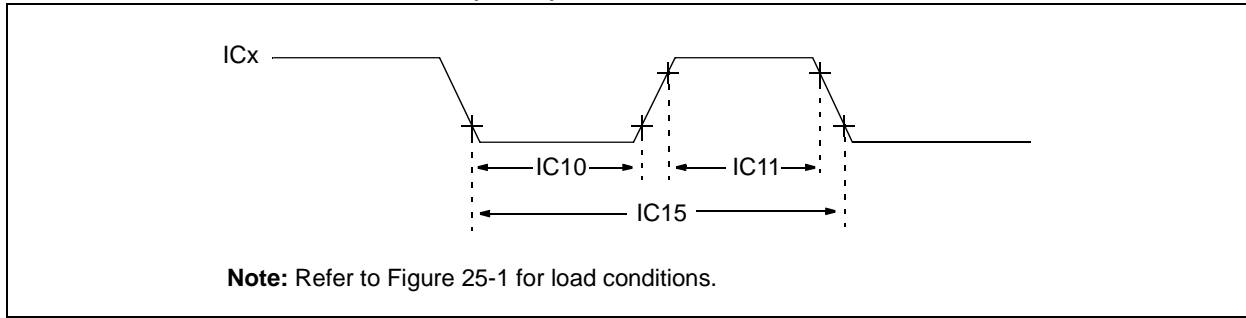 ICx
IC10
IC11
IC15
Note: Refer to Figure 25-1 for load conditions.